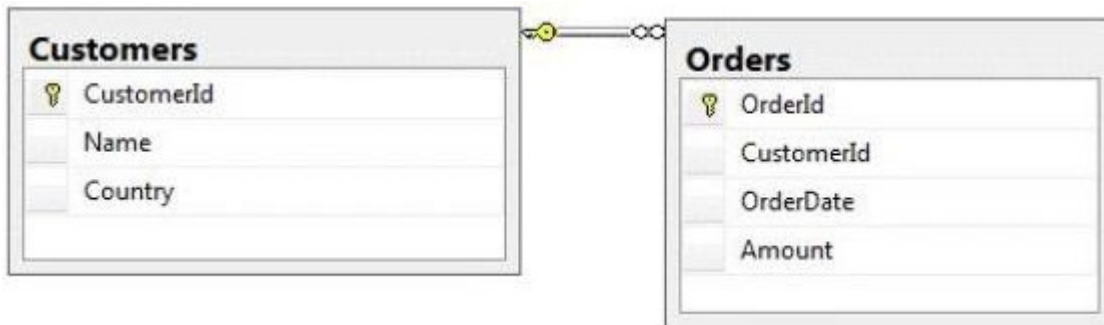 Customers
CustomerId
Name
Country
Orders
OrderId
CustomerId
OrderDate
Amount